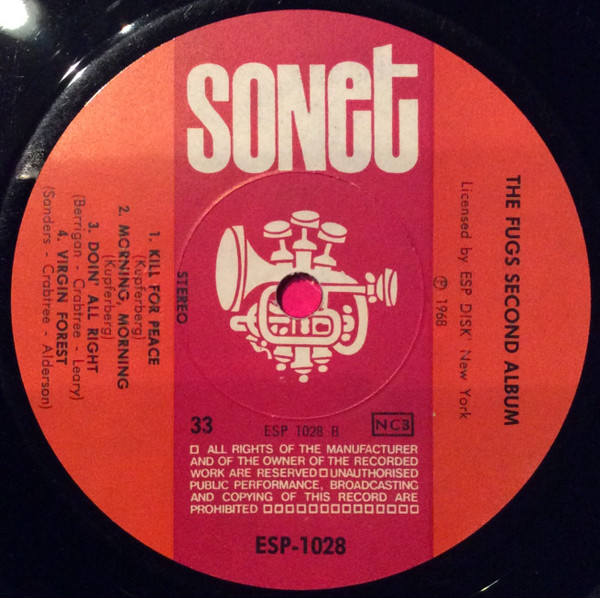 SONet
THE FUGS SECOND ALBUM
Licensed by ESP DISK' New York
℗ 1968
STEREO
1. KILL FOR PEACE
(Kupferberg)
2. MORNING, MORNING
(Kupferberg)
3. DOIN' ALL RIGHT
(Berrigan - Crabtree - Leary)
4. VIRGIN FOREST
(Sanders - Crabtree - Alderson)
33
ESP 1028 B
NCB
□ ALL RIGHTS OF THE MANUFACTURER
AND OF THE OWNER OF THE RECORDED
WORK ARE RESERVED □ UNAUTHORISED
PUBLIC PERFORMANCE, BROADCASTING
AND COPYING OF THIS RECORD ARE
PROHIBITED □□□□□□□□□□□□□
ESP-1028